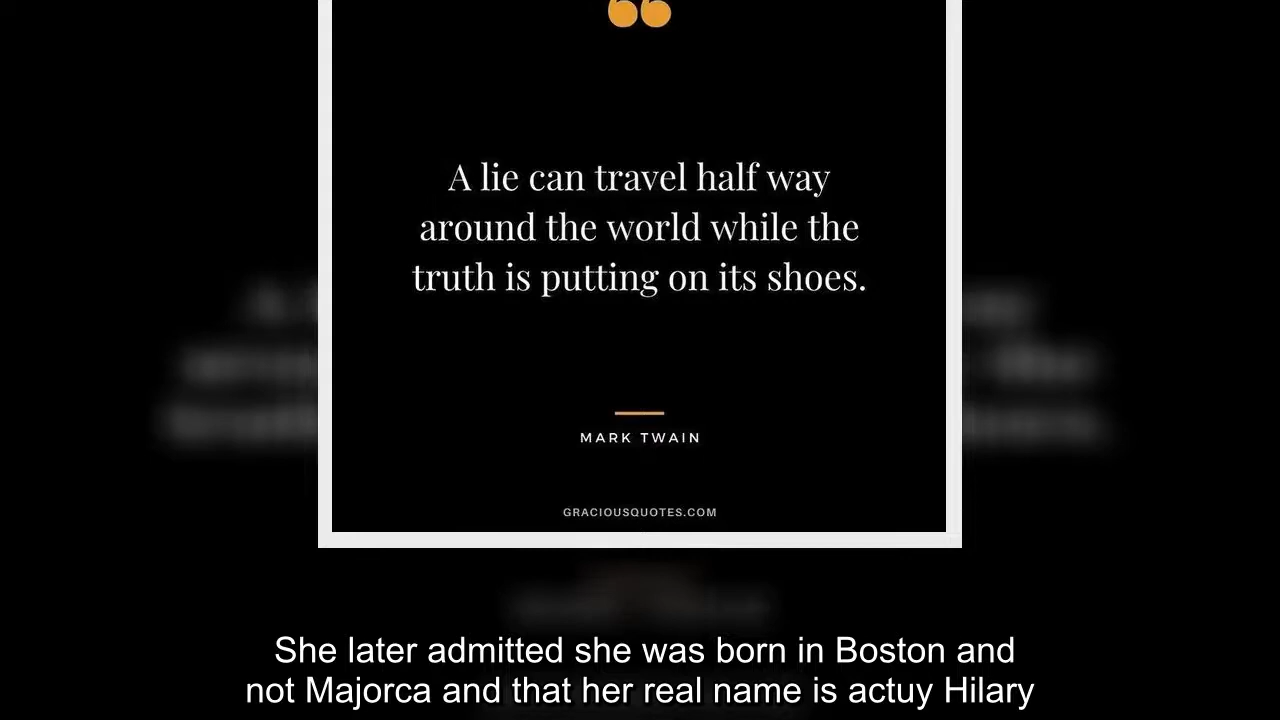 A lie can travel half way
around the world while the
truth is putting on its shoes.
MARK TWAIN
GRACIOUSQUOTES.COM
She later admitted she was born in Boston and
not Majorca and that her real name is actuy Hilary